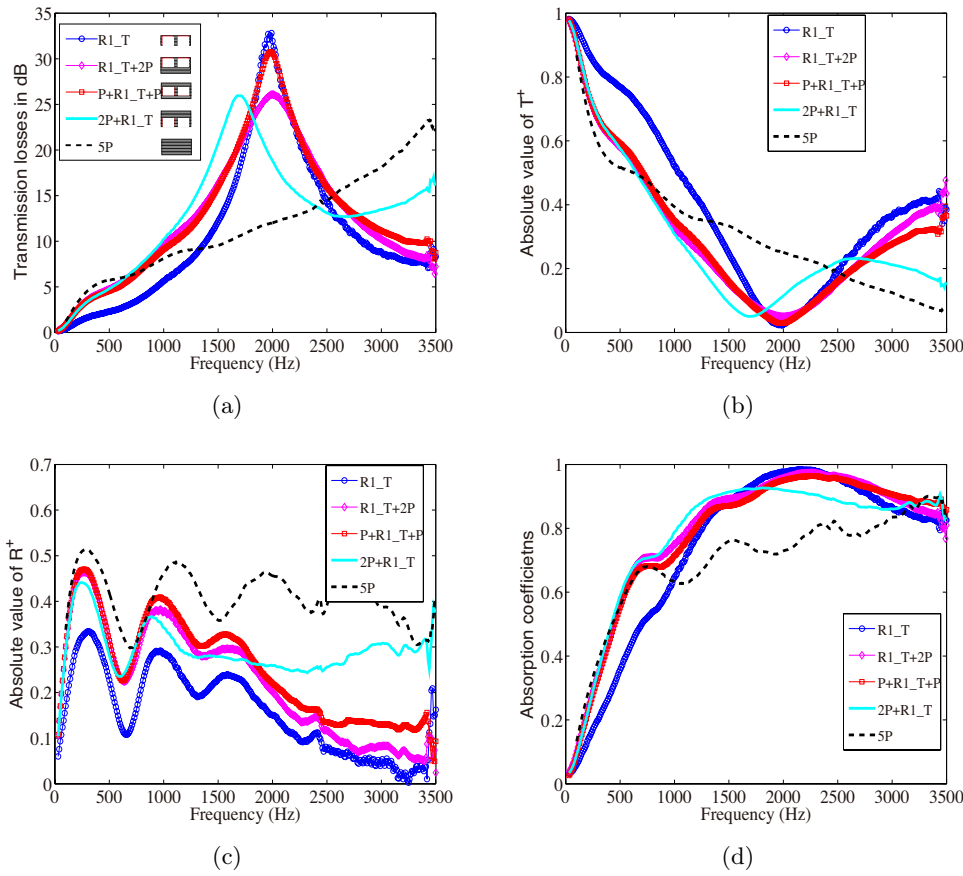 Transmission losses in dB
35
30
25
20
15
10
5
0
0 500 1000 1500 2000 2500 3000 3500
Frequency (Hz)
R1_T
R1_T+2P
P+R1_T+P
2P+R1_T
5P
(a)
Absolute value of T+
1
0.8
0.6
0.4
0.2
0
0 500 1000 1500 2000 2500 3000 3500
Frequency (Hz)
R1_T
R1_T+2P
P+R1_T+P
2P+R1_T
5P
(b)
Absolute value of R+
0.7
0.6
0.5
0.4
0.3
0.2
0.1
0
0 500 1000 1500 2000 2500 3000 3500
Frequency (Hz)
R1_T
R1_T+2P
P+R1_T+P
2P+R1_T
5P
(c)
Absorption coefficietns
1
0.8
0.6
0.4
0.2
0
0 500 1000 1500 2000 2500 3000 3500
Frequency (Hz)
R1_T
R1_T+2P
P+R1_T+P
2P+R1_T
5P
(d)